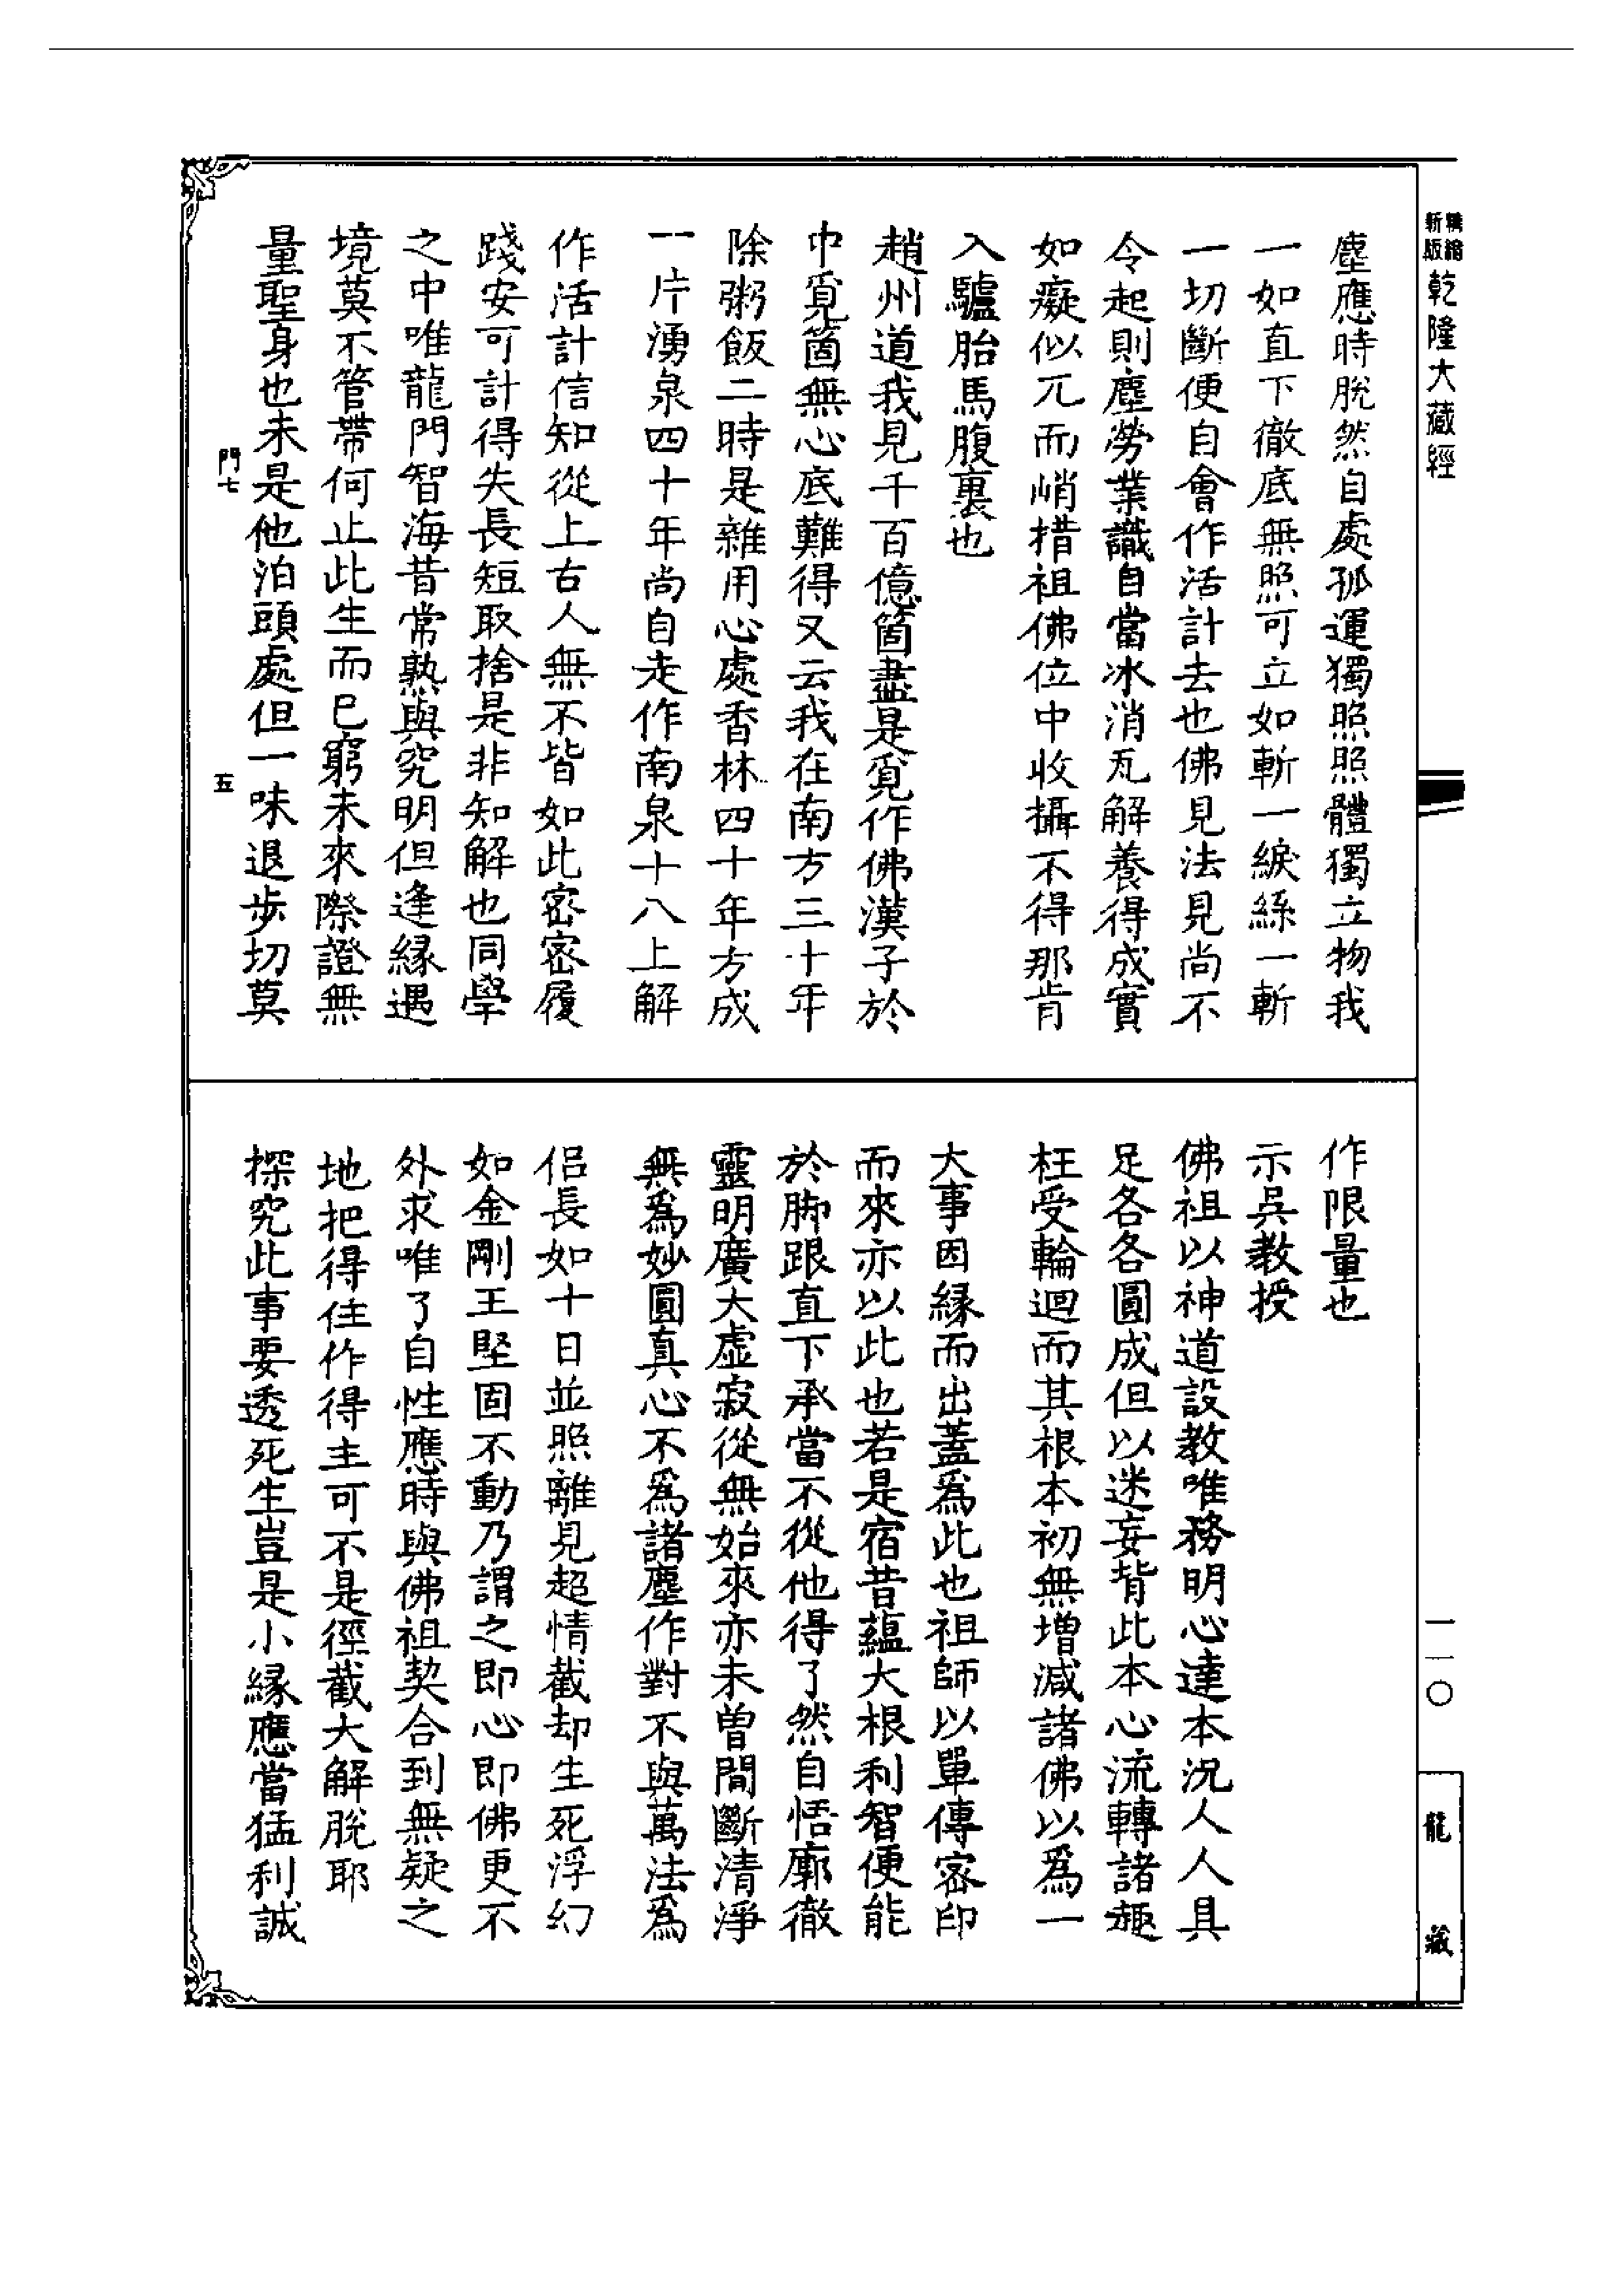 新版精縮
乾隆大藏經
塵應時脫然自處孤運獨照照體獨立物我
一如直下徹底無照可立如斬一綟絲一斬
一切斷便自會作活計去也佛見法見尚不
令起則塵勞業識自當冰消瓦解養得成實
如癡似兀而峭措祖佛位中收攝不得那肯
入驢胎馬腹裏也
趙州道我見千百億箇盡是覓作佛漢子於
中覓箇無心底難得又云我在南方三十年
除粥飯二時是雜用心處香林四十年方成
一片湧泉四十年尚自走作南泉十八上解
作活計信知從上古人無不皆如此密密履
踐安可計得失長短取捨是非知解也同學
之中唯龍門智海昔常熟與究明但逢緣遇
境莫不管帶何止此生而已窮未來際證無
量聖身也未是他泊頭處但一味退步切莫
門七
五
作限量也
示吳教授
佛祖以神道設教唯務明心達本況人人具
足各各圓成但以迷妄背此本心流轉諸趣
枉受輪迴而其根本初無增減諸佛以為一
大事因緣而出蓋為此也祖師以單傳密印
而來亦以此也若是宿昔蘊大根利智便能
於脚跟直下承當不從他得了然自悟廓徹
靈明廣大虛寂從無始來亦未曾間斷清淨
無為妙圓真心不為諸塵作對不與萬法為
侶長如十日並照離見超情截却生死浮幻
如金剛王堅固不動乃謂之即心即佛更不
外求唯了自性應時與佛祖契合到無疑之
地把得住作得主可不是徑截大解脫耶
探究此事要透死生豈是小緣應當猛利誠
一一〇
龍藏